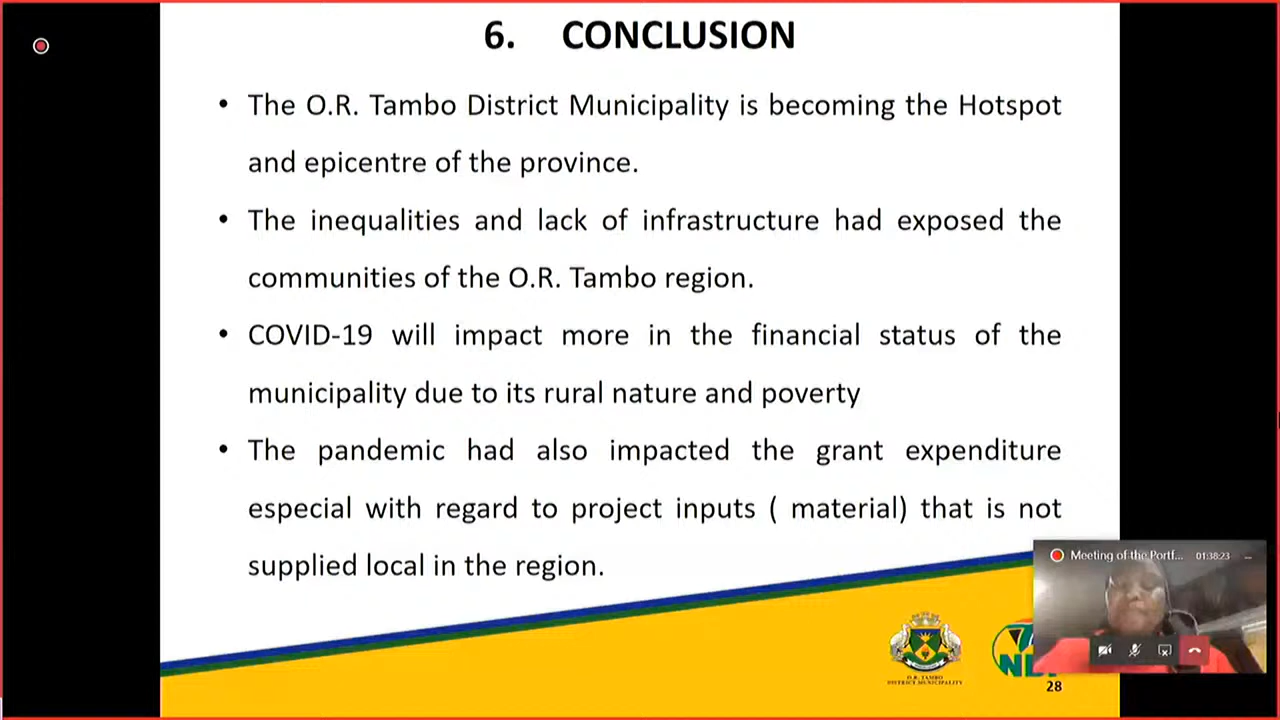 6. CONCLUSION
• The O.R. Tambo District Municipality is becoming the Hotspot
and epicentre of the province.
• The inequalities and lack of infrastructure had exposed the
communities of the O.R. Tambo region.
• COVID-19 will impact more in the financial status of the
municipality due to its rural nature and poverty
• The pandemic had also impacted the grant expenditure
especial with regard to project inputs ( material) that is not
supplied local in the region.
Meeting of the Portf... 01:38:23
O.R. TAMBO
DISTRICT MUNICIPALITY
28